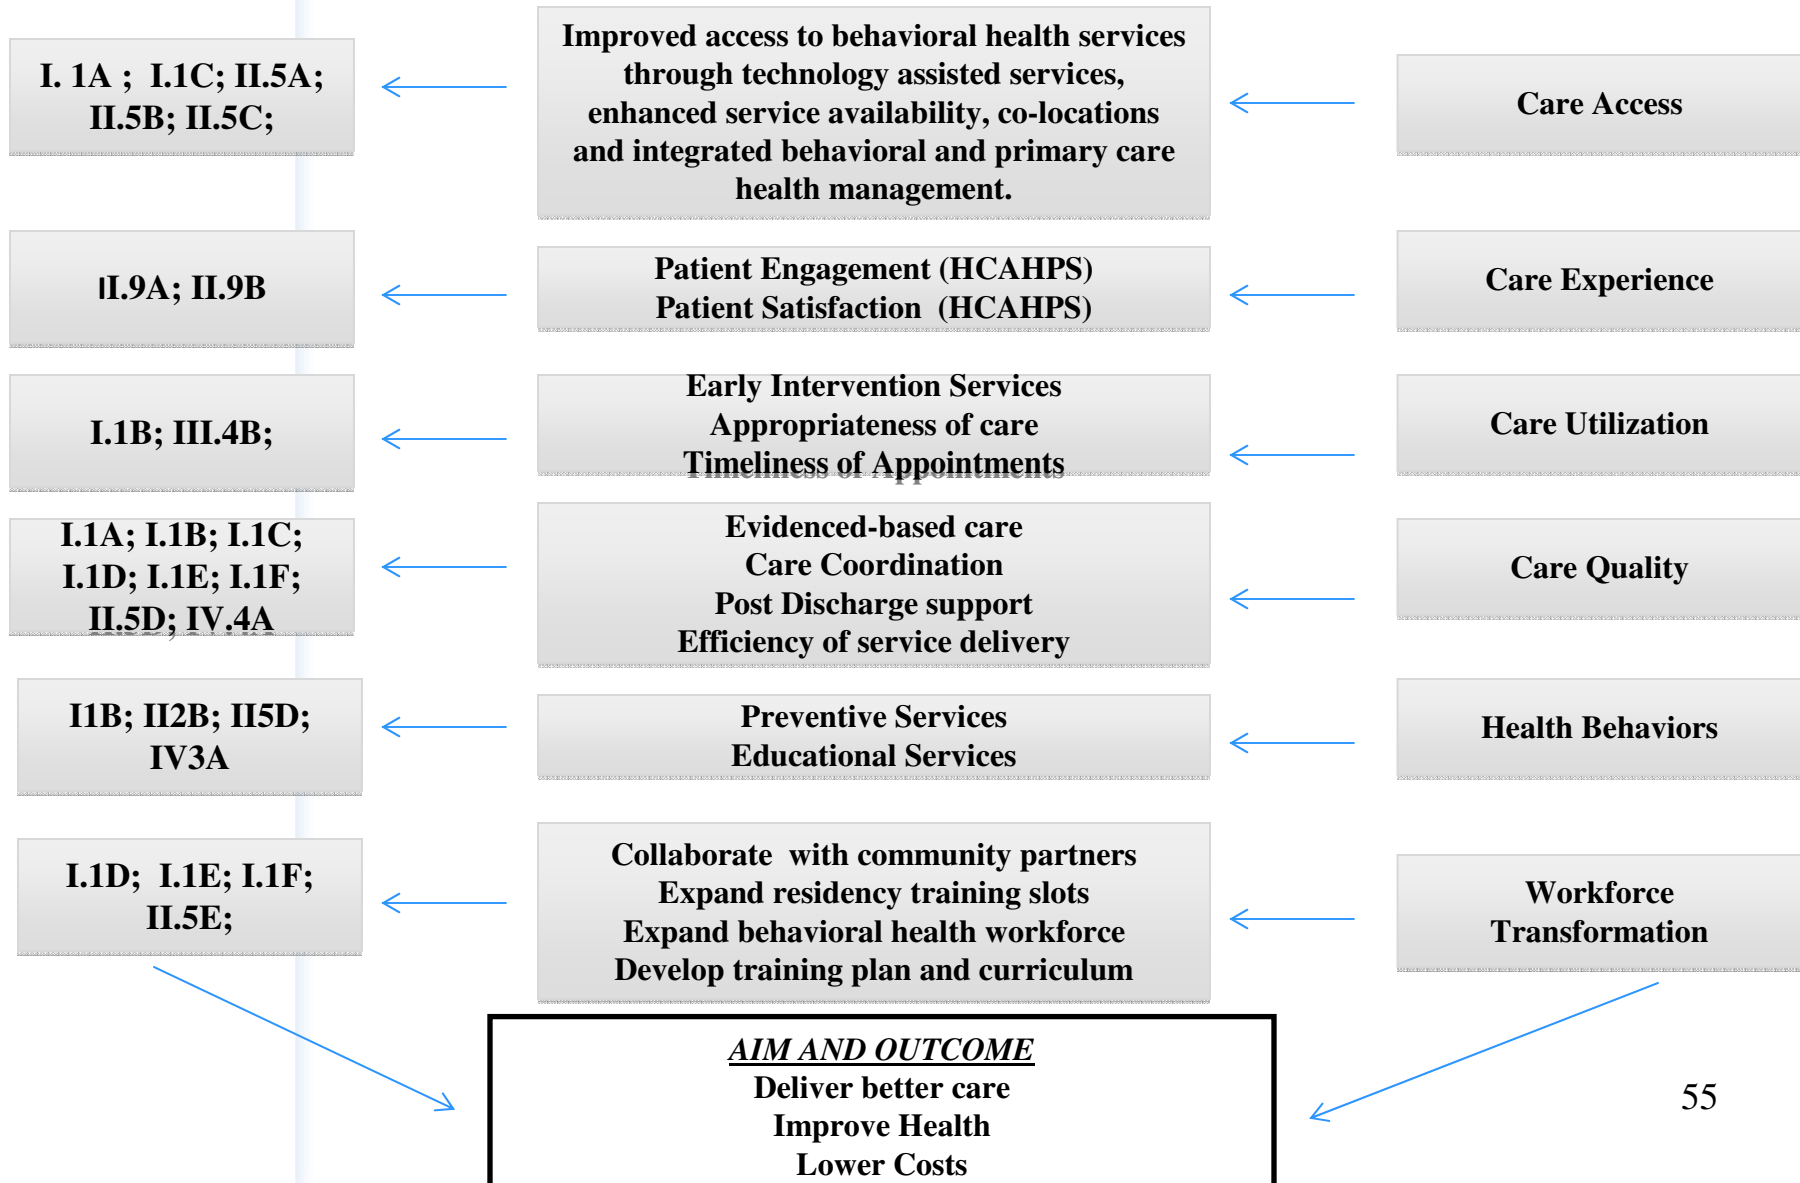 I. 1A ;  I.1C; II.5A;
II.5B; II.5C;
Improved access to behavioral health services
through technology assisted services,
enhanced service availability, co-locations
and integrated behavioral and primary care
health management.
Care Access
II.9A; II.9B
Patient Engagement (HCAHPS)
Patient Satisfaction  (HCAHPS)
Care Experience
I.1B; III.4B;
Early Intervention Services
Appropriateness of care
Timeliness of Appointments
Care Utilization
I.1A; I.1B; I.1C;
I.1D; I.1E; I.1F;
II.5D; IV.4A
Evidenced-based care
Care Coordination
Post Discharge support
Efficiency of service delivery
Care Quality
I1B; II2B; II5D;
IV3A
Preventive Services
Educational Services
Health Behaviors
I.1D;  I.1E; I.1F;
II.5E;
Collaborate  with community partners
Expand residency training slots
Expand behavioral health workforce
Develop training plan and curriculum
Workforce
Transformation
AIM AND OUTCOME
Deliver better care
Improve Health
Lower Costs
55